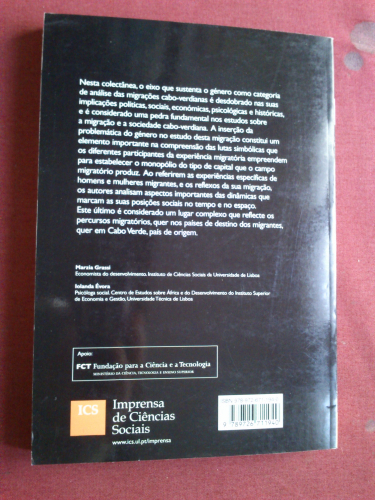 Nesta colectânea, o eixo que sustenta o género como categoria
de análise das migrações cabo-verdianas é desdobrado nas suas
implicações políticas, sociais, económicas, psicológicas e históricas,
e é considerado uma pedra fundamental nos estudos sobre
a migração e a sociedade cabo-verdiana. A inserção da
problemática do género no estudo desta migração constitui um
elemento importante na compreensão das lutas simbólicas que
os diferentes participantes da experiência migratória empreendem
para estabelecer o monopólio do tipo de capital que o campo
migratório produz. Ao referirem as experiências específicas de
homens e mulheres migrantes, e os reflexos da sua migração,
os autores analisam aspectos importantes das dinâmicas que
marcam as suas posições sociais no tempo e no espaço.
Este último é considerado um lugar complexo que reflecte os
percursos migratórios, quer nos países de destino dos migrantes,
quer em Cabo Verde, país de origem.
Marzia Grassi
Economista do desenvolvimento. Instituto de Ciências Sociais da Universidade de Lisboa
Iolanda Évora
Psicóloga social. Centro de Estudos sobre África e do Desenvolvimento do Instituto Superior
de Economia e Gestão, Universidade Técnica de Lisboa
Apoio:
FCT Fundação para a Ciência e a Tecnologia
MINISTÉRIO DA CIÊNCIA, TECNOLOGIA E ENSINO SUPERIOR
ICS
Imprensa
de Ciências
Sociais
www.ics.ul.pt/imprensa